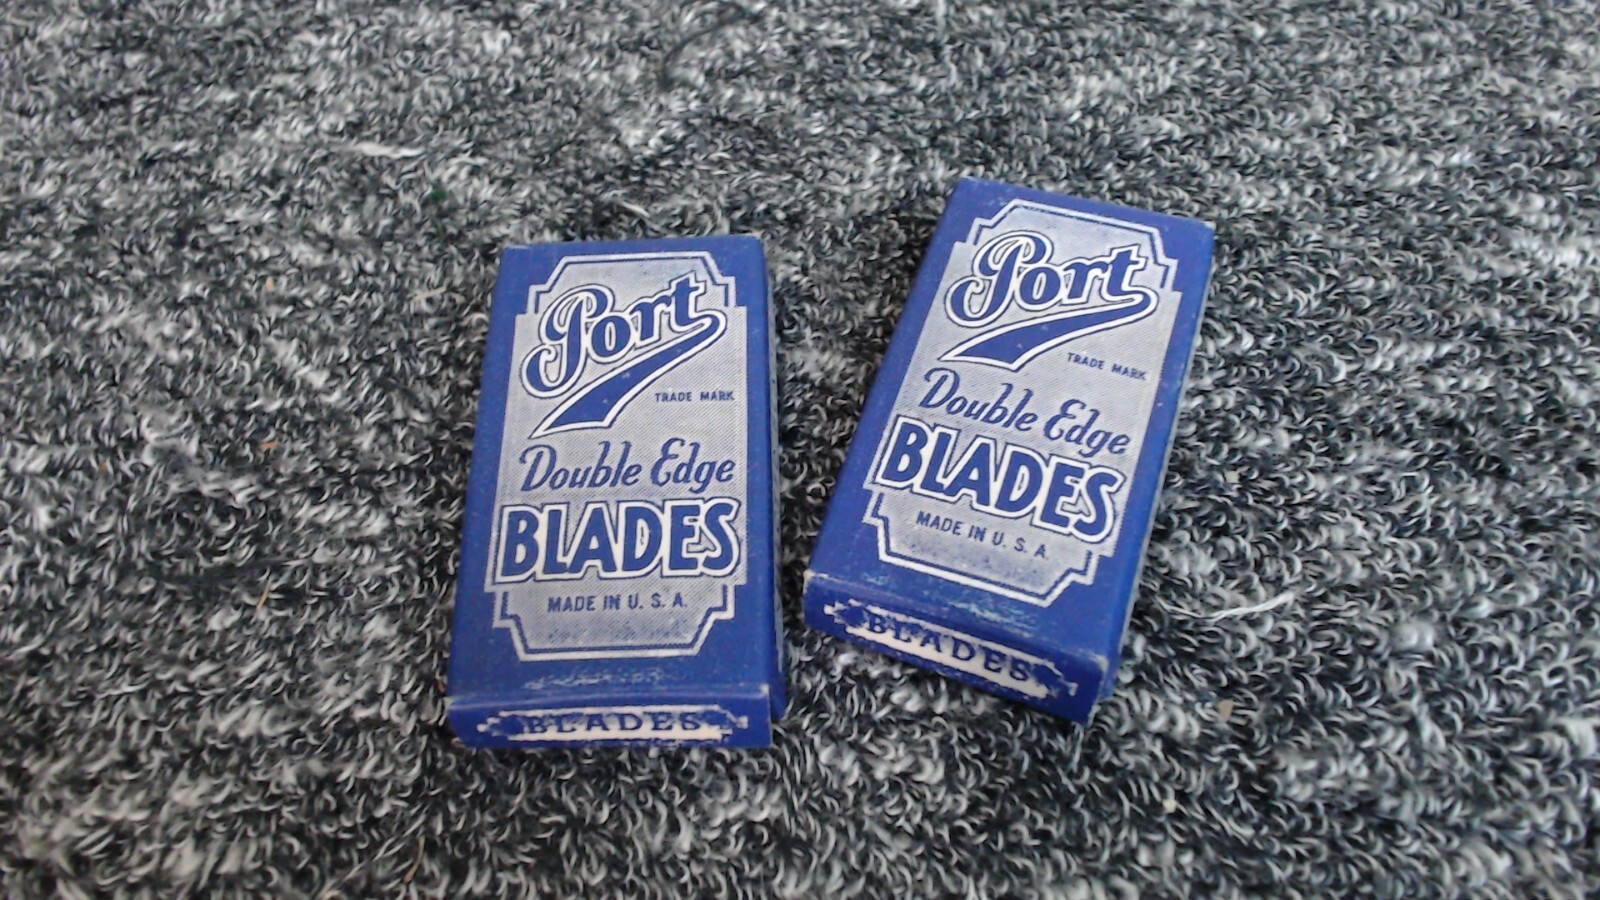 Port
TRADE MARK
Double Edge
BLADES
MADE IN U. S. A.
BLADES
Port
TRADE MARK
Double Edge
BLADES
MADE IN U. S. A.
BLADES